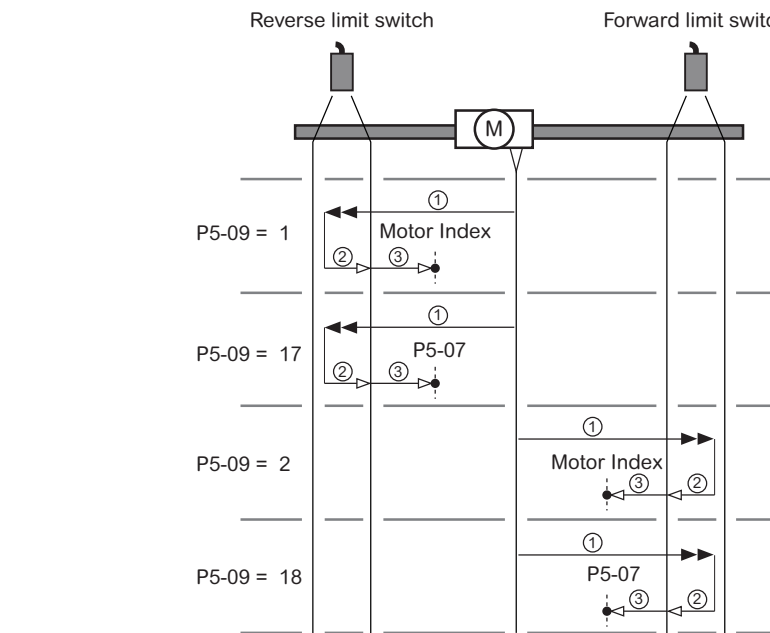 Reverse limit switch
Forward limit switc
M
①
P5-09 = 1
Motor Index
② ③
①
P5-09 = 17
P5-07
② ③
①
P5-09 = 2
Motor Index
③ ②
①
P5-09 = 18
P5-07
③ ②